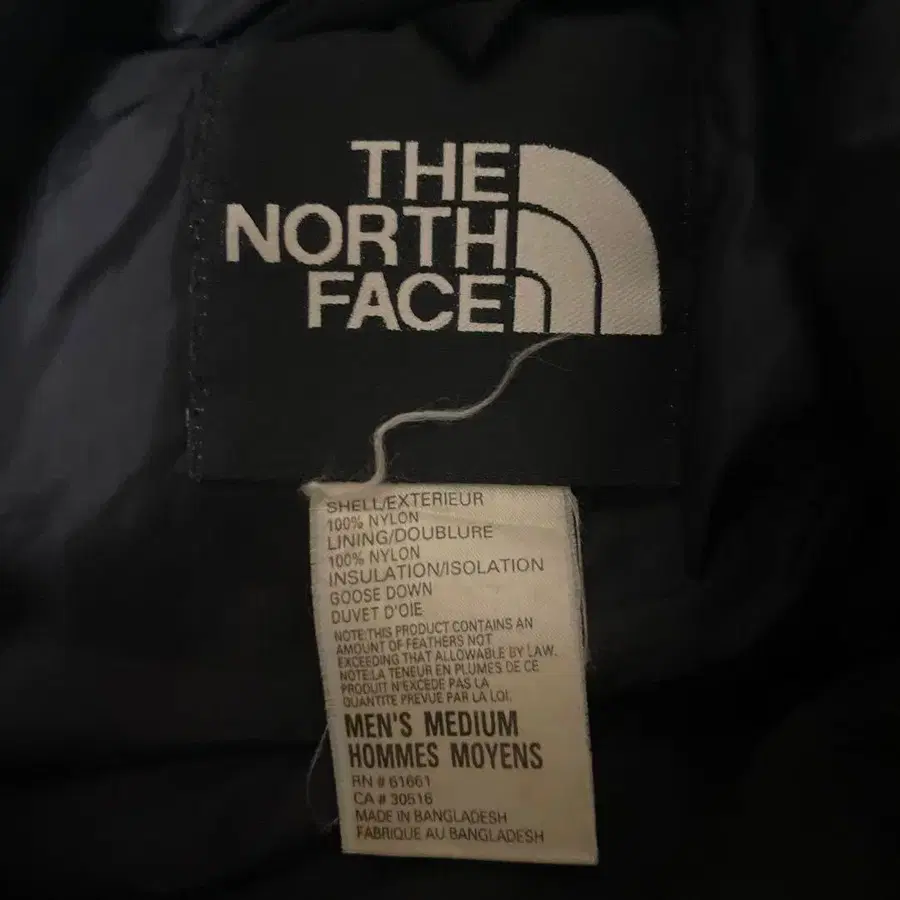 THE
NORTH
FACE
SHELL/EXTERIEUR
100% NYLON
LINING/DOUBLURE
100% NYLON
INSULATION/ISOLATION
GOOSE DOWN
DUVET D'OIE
NOTE:THIS PRODUCT CONTAINS AN
AMOUNT OF FEATHERS NOT
EXCEEDING THAT ALLOWABLE BY LAW.
NOTE:LA TENEUR EN PLUMES DE CE
PRODUIT N'EXCEDE PAS LA
QUANTITE PREVUE PAR LA LOI.
MEN'S MEDIUM
HOMMES MOYENS
RN # 61661
CA # 30516
MADE IN BANGLADESH
FABRIQUE AU BANGLADESH